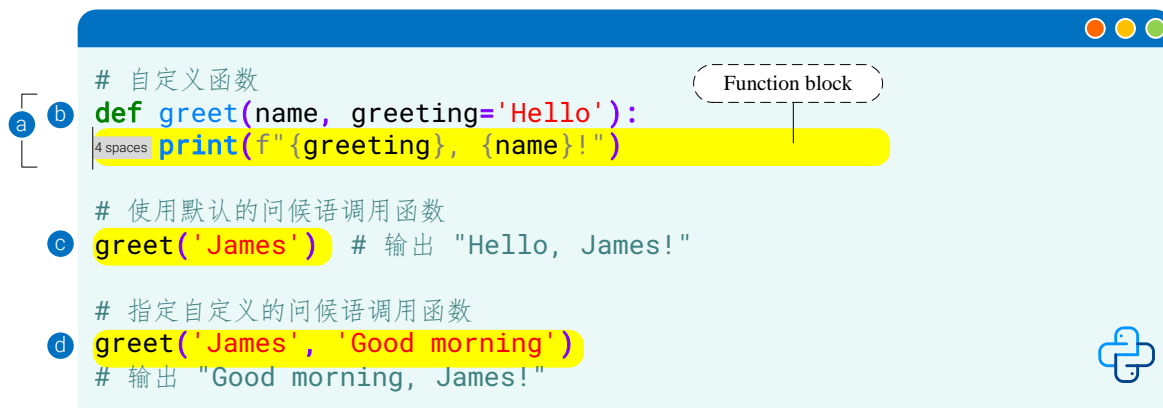 # 自定义函数
Function block
a
b
def greet(name, greeting='Hello'):
4 spaces print(f"{greeting}, {name}!")
# 使用默认的问候语调用函数
c
greet('James') # 输出 "Hello, James!"
# 指定自定义的问候语调用函数
d
greet('James', 'Good morning')
# 输出 "Good morning, James!"